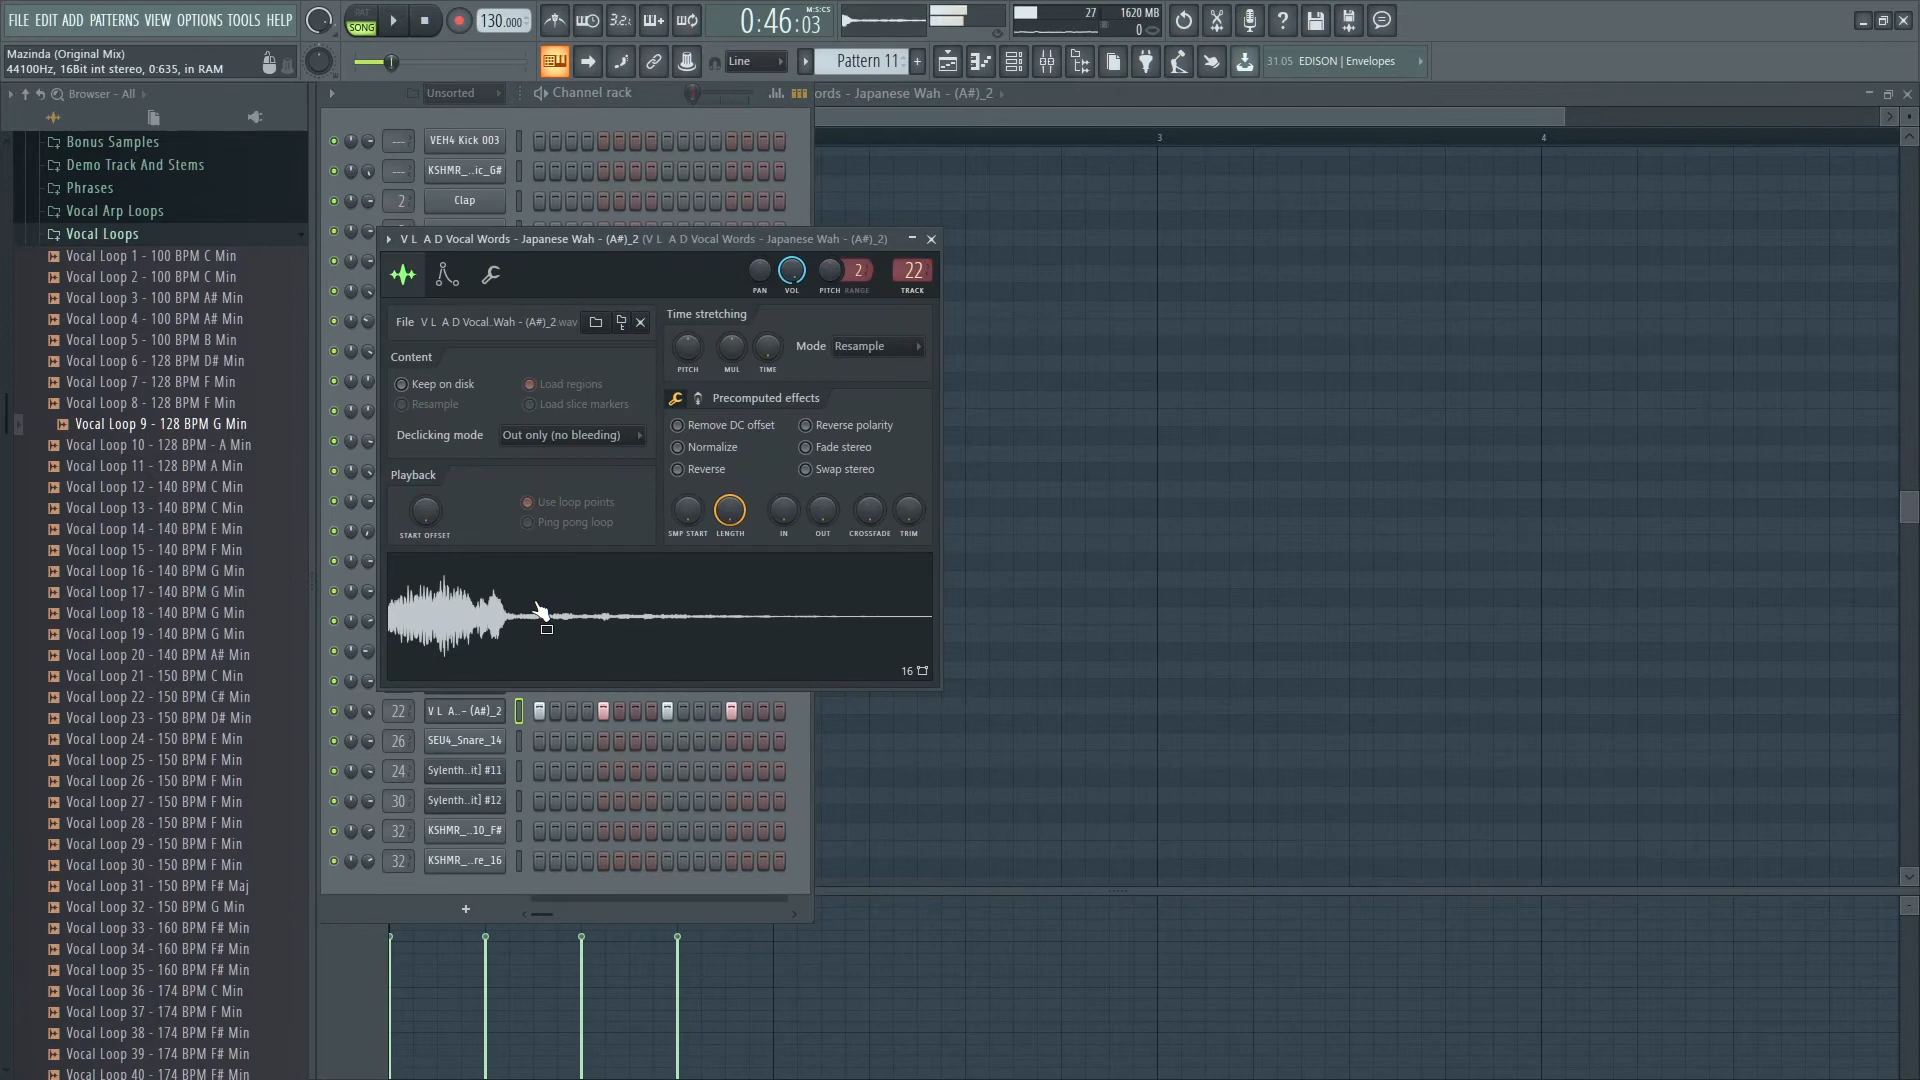 FILE EDIT ADD PATTERNS VIEW OPTIONS TOOLS HELP
PAT
SONG
130.000
3.2.
0:46:03
M:S:CS
27
1620 MB
0
Mazinda (Original Mix)
44100Hz, 16Bit int stereo, 0:635, in RAM
Line
Pattern 11
31.05 EDISON | Envelopes
Browser - All
Unsorted
Channel rack
ords - Japanese Wah - (A#)_2
3
4
Bonus Samples
Demo Track And Stems
Phrases
Vocal Arp Loops
Vocal Loops
Vocal Loop 1 - 100 BPM C Min
Vocal Loop 2 - 100 BPM C Min
Vocal Loop 3 - 100 BPM A# Min
Vocal Loop 4 - 100 BPM A# Min
Vocal Loop 5 - 100 BPM B Min
Vocal Loop 6 - 128 BPM D# Min
Vocal Loop 7 - 128 BPM F Min
Vocal Loop 8 - 128 BPM F Min
Vocal Loop 9 - 128 BPM G Min
Vocal Loop 10 - 128 BPM - A Min
Vocal Loop 11 - 128 BPM A Min
Vocal Loop 12 - 140 BPM C Min
Vocal Loop 13 - 140 BPM C Min
Vocal Loop 14 - 140 BPM E Min
Vocal Loop 15 - 140 BPM F Min
Vocal Loop 16 - 140 BPM G Min
Vocal Loop 17 - 140 BPM G Min
Vocal Loop 18 - 140 BPM G Min
Vocal Loop 19 - 140 BPM G Min
Vocal Loop 20 - 140 BPM A# Min
Vocal Loop 21 - 150 BPM C Min
Vocal Loop 22 - 150 BPM C# Min
Vocal Loop 23 - 150 BPM D# Min
Vocal Loop 24 - 150 BPM E Min
Vocal Loop 25 - 150 BPM F Min
Vocal Loop 26 - 150 BPM F Min
Vocal Loop 27 - 150 BPM F Min
Vocal Loop 28 - 150 BPM F Min
Vocal Loop 29 - 150 BPM F Min
Vocal Loop 30 - 150 BPM F Min
Vocal Loop 31 - 150 BPM F# Maj
Vocal Loop 32 - 150 BPM G Min
Vocal Loop 33 - 160 BPM F# Min
Vocal Loop 34 - 160 BPM F# Min
Vocal Loop 35 - 160 BPM F# Min
Vocal Loop 36 - 174 BPM C Min
Vocal Loop 37 - 174 BPM F Min
Vocal Loop 38 - 174 BPM F# Min
Vocal Loop 39 - 174 BPM F# Min
Vocal Loop 40 - 174 BPM F# Min
--- VEH4 Kick 003
--- KSHMR_..ic_G#
2 Clap
V L A D Vocal Words - Japanese Wah - (A#)_2 (V L A D Vocal Words - Japanese Wah - (A#)_2)
2
22
PAN VOL PITCH RANGE TRACK
File V L A D Vocal..Wah - (A#)_2.wav
Content
Keep on disk
Load regions
Resample
Load slice markers
Declicking mode Out only (no bleeding)
Playback
Use loop points
Ping pong loop
START OFFSET
Time stretching
Mode Resample
PITCH MUL TIME
Precomputed effects
Remove DC offset
Reverse polarity
Normalize
Fade stereo
Reverse
Swap stereo
SMP START LENGTH IN OUT CROSSFADE TRIM
16
22 V L A..- (A#)_2
26 SEU4_Snare_14
24 Sylenth..it] #11
30 Sylenth..it] #12
32 KSHMR_..10_F#
32 KSHMR_..re_16
+